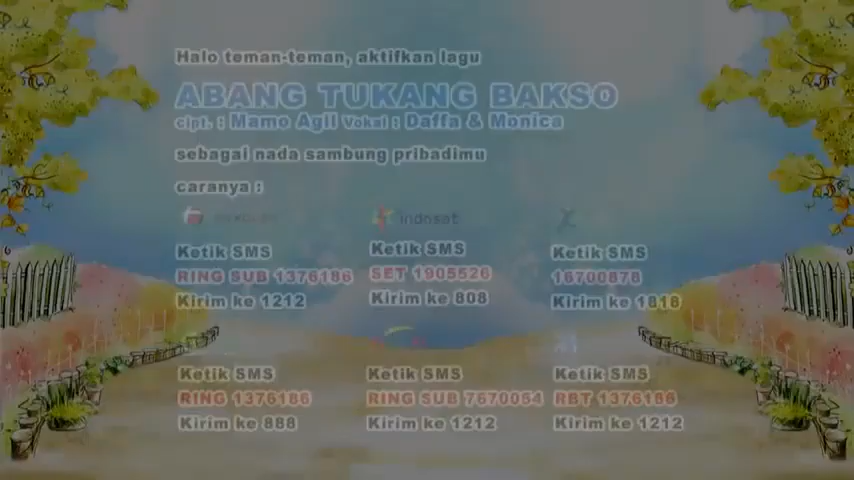 Halo teman-teman, aktifkan lagu
ABANG TUKANG BAKSO
Cipt. : Mamo Agil Vokal : Daffa & Monica
sebagai nada sambung pribadimu
caranya :
indosat
Ketik SMS
RING SUB 1376186
Kirim ke 1212
Ketik SMS
SET 1905526
Kirim ke 808
Ketik SMS
16700878
Kirim ke 1818
Ketik SMS
RING 1376186
Kirim ke 888
Ketik SMS
RING SUB 7670054
Kirim ke 1212
Ketik SMS
RBT 1376186
Kirim ke 1212